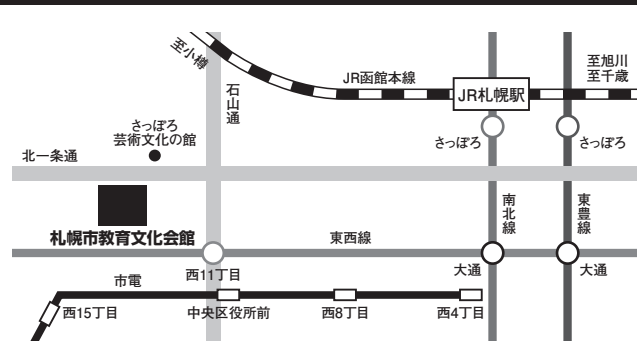 至小樽
JR函館本線
JR札幌駅
至旭川
至千歳
石山通
さっぽろ
芸術文化の館
さっぽろ
さっぽろ
北一条通
札幌市教育文化会館
東西線
南北線
東豊線
西11丁目
大通
大通
市電
西15丁目
中央区役所前
西8丁目
西4丁目